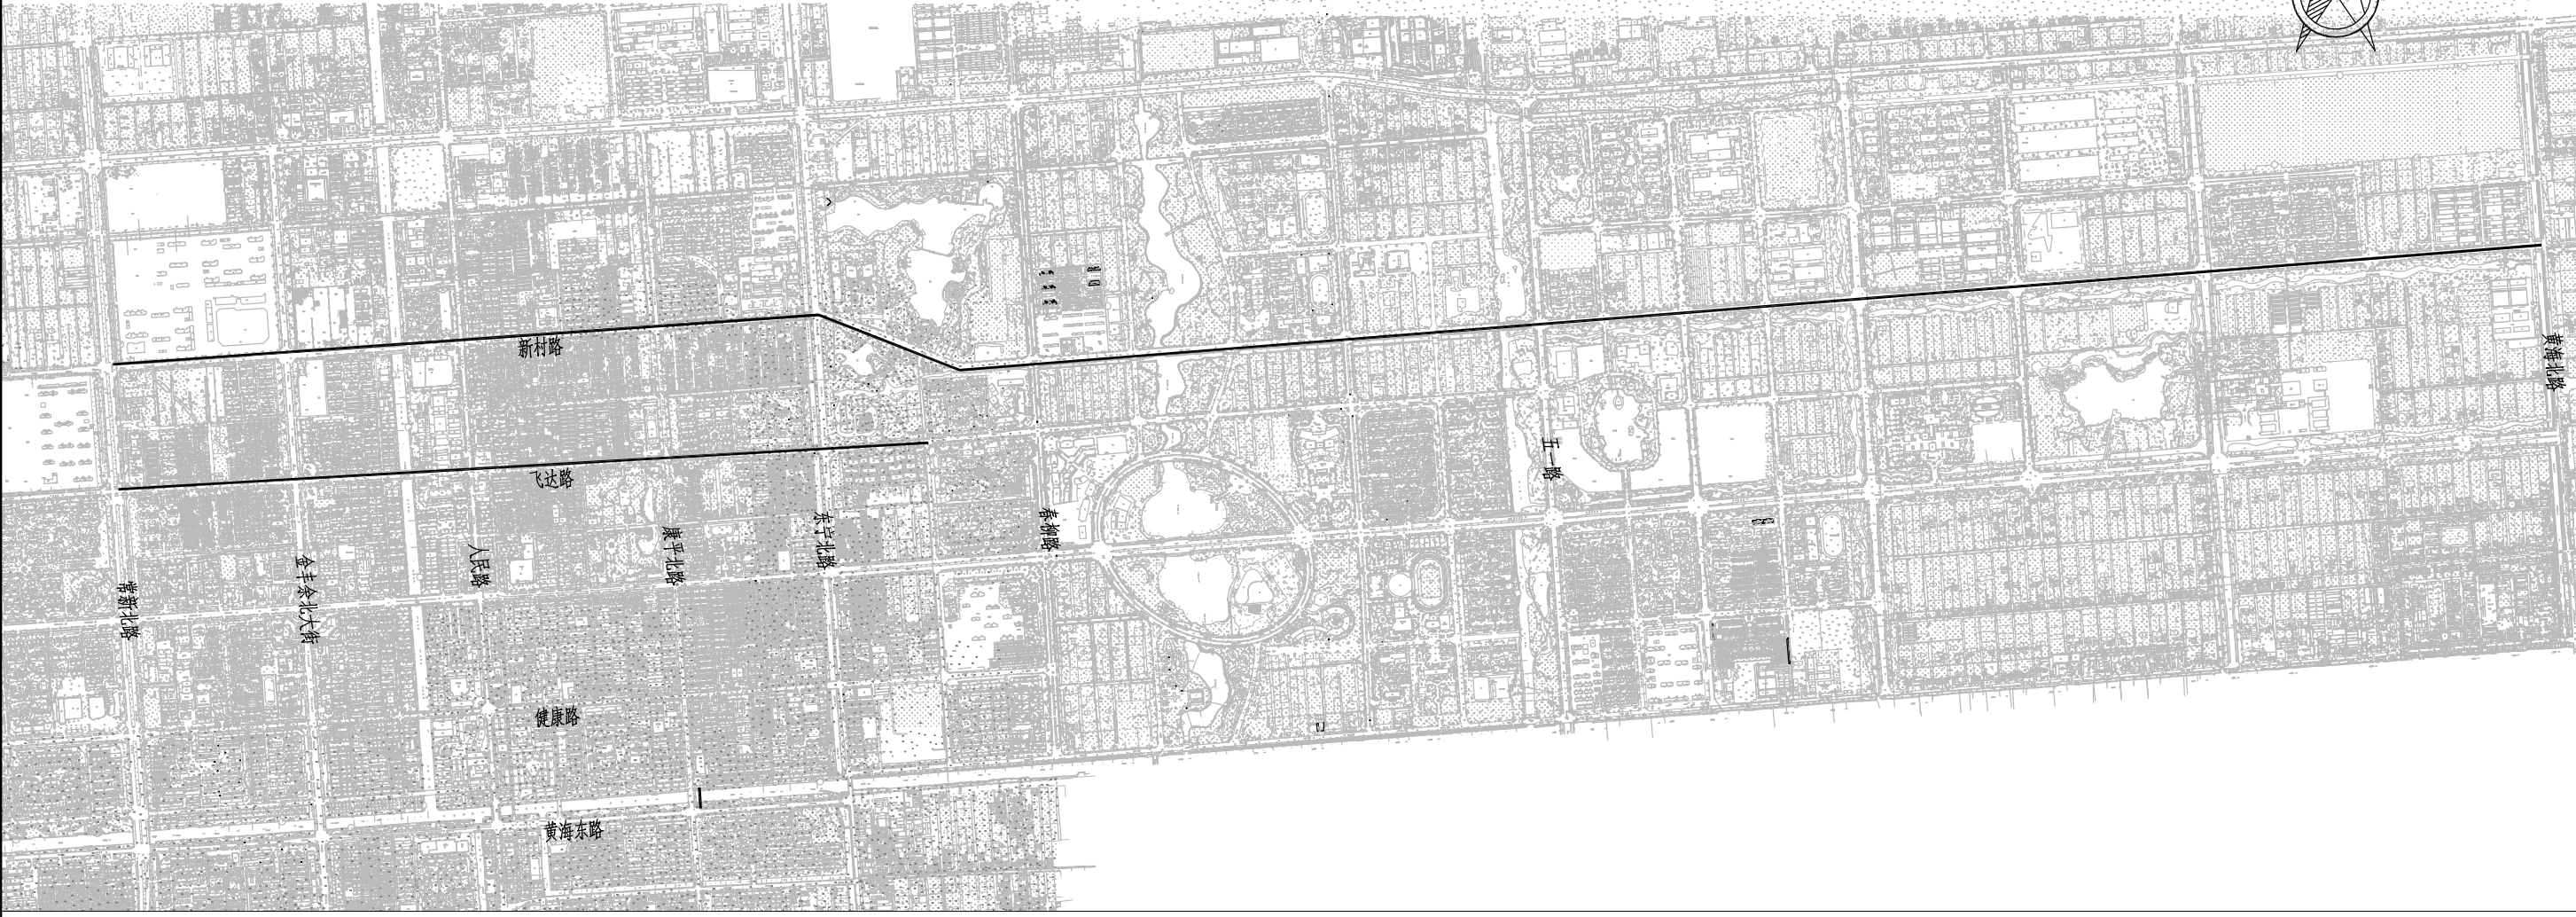 新村路
飞达路
常新北路
金丰余北大街
人民路
康平北路
东宁北路
春柳路
五一路
黄海北路
健康路
黄海东路